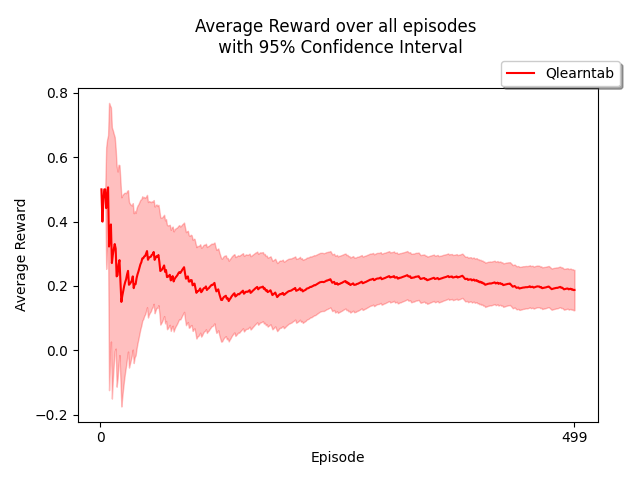 Average Reward over all episodes
with 95% Confidence Interval
Qlearntab
0.8
0.6
0.4
0.2
0.0
−0.2
Average Reward
0
499
Episode